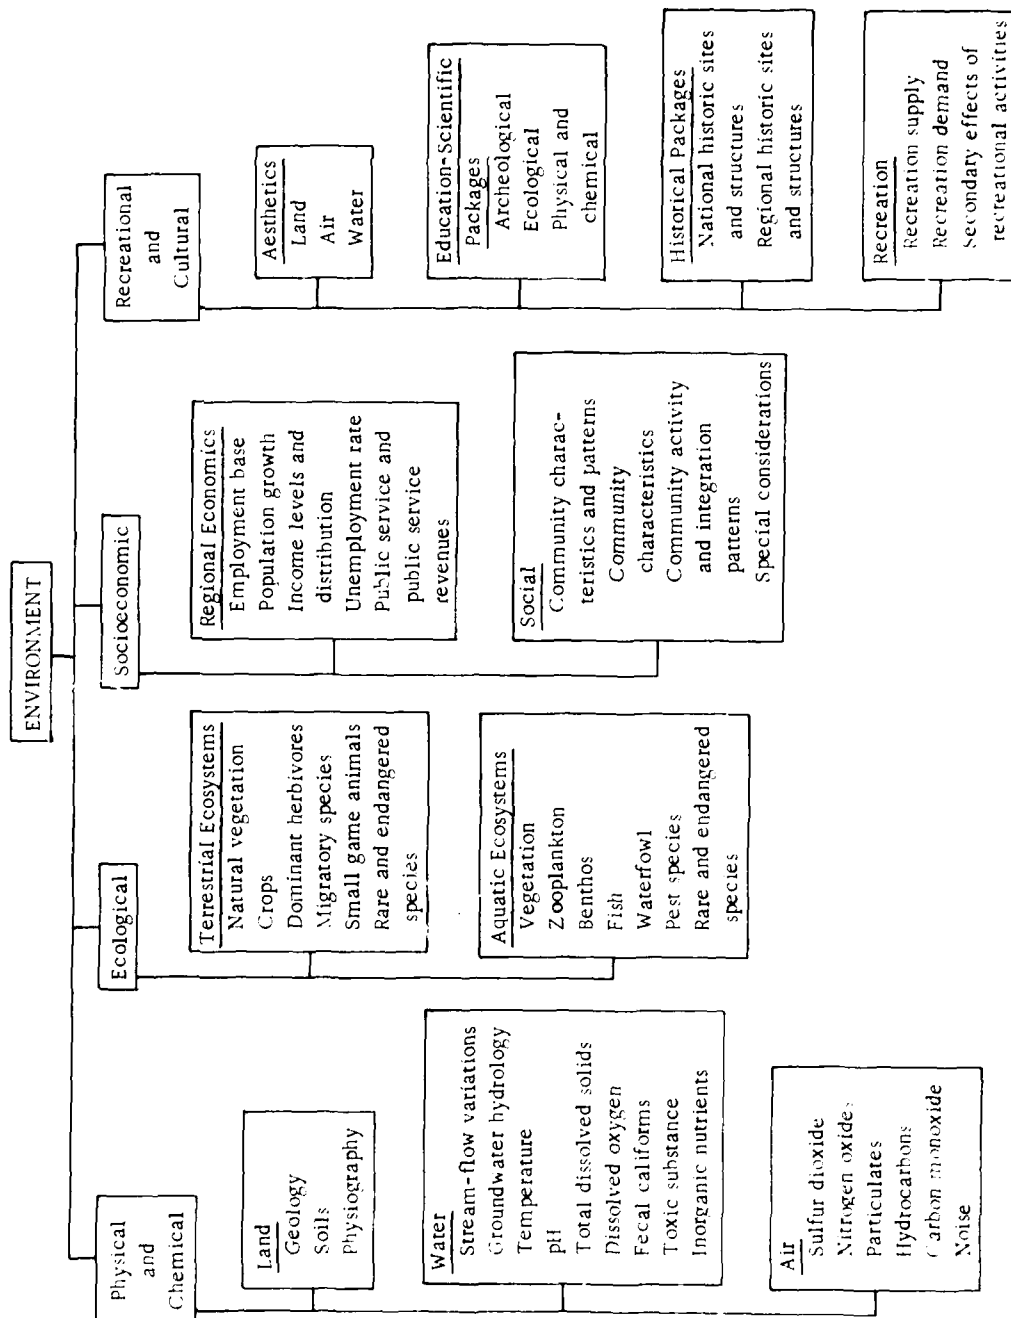 ENVIRONMENT
Physical
and
Chemical
Land
Geology
Soils
Physiography
Water
Stream-flow variations
Groundwater hydrology
Temperature
pH
Total dissolved solids
Dissolved oxygen
Fecal califorms
Toxic substance
Inorganic nutrients
Air
Sulfur dioxide
Nitrogen oxides
Particulates
Hydrocarbons
Carbon monoxide
Noise
Ecological
Terrestrial Ecosystems
Natural vegetation
Crops
Dominant herbivores
Migratory species
Small game animals
Rare and endangered
species
Aquatic Ecosystems
Vegetation
Zooplankton
Benthos
Fish
Waterfowl
Pest species
Rare and endangered
species
Socioeconomic
Regional Economics
Employment base
Population growth
Income levels and
distribution
Unemployment rate
Public service and
public service
revenues
Social
Community charac-
teristics and patterns
Community
characteristics
Community activity
and integration
patterns
Special considerations
Recreational
and
Cultural
Aesthetics
Land
Air
Water
Education-Scientific
Packages
Archeological
Ecological
Physical and
chemical
Historical Packages
National historic sites
and structures
Regional historic sites
and structures
Recreation
Recreation supply
Recreation demand
Secondary effects of
recreational activities